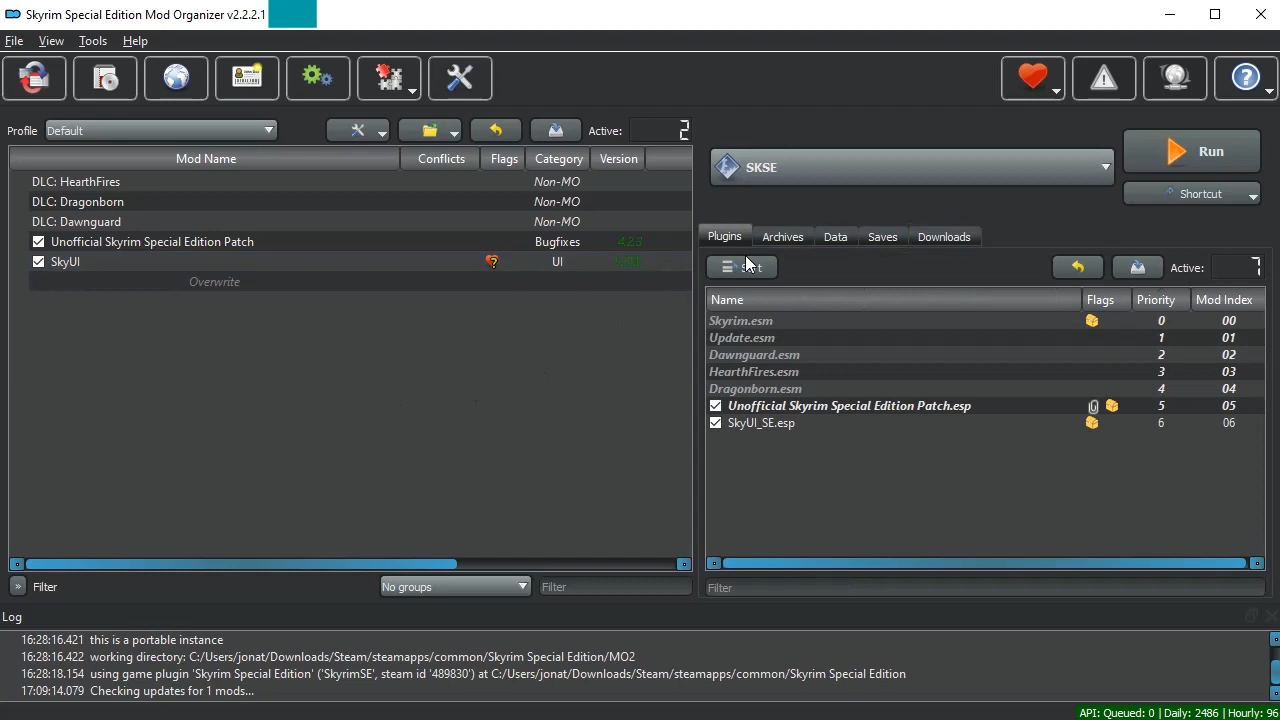 Skyrim Special Edition Mod Organizer v2.2.2.1
File View Tools Help
Profile Default Active: 2
Mod Name Conflicts Flags Category Version
DLC: HearthFires Non-MO
DLC: Dragonborn Non-MO
DLC: Dawnguard Non-MO
Unofficial Skyrim Special Edition Patch Bugfixes
SkyUI UI
Overwrite
No groups Filter
Filter
SKSE
Run
Shortcut
Plugins Archives Data Saves Downloads
Active: 7
Name Flags Priority Mod Index
Skyrim.esm 0 00
Update.esm 1 01
Dawnguard.esm 2 02
HearthFires.esm 3 03
Dragonborn.esm 4 04
Unofficial Skyrim Special Edition Patch.esp 5 05
SkyUI_SE.esp 6 06
Filter
Log
16:28:16.421 this is a portable instance
16:28:16.422 working directory: C:/Users/jonat/Downloads/Steam/steamapps/common/Skyrim Special Edition/MO2
16:28:18.154 using game plugin 'Skyrim Special Edition' ('SkyrimSE', steam id '489830') at C:/Users/jonat/Downloads/Steam/steamapps/common/Skyrim Special Edition
17:09:14.079 Checking updates for 1 mods...
API: Queued: 0 | Daily: 2486 | Hourly: 96